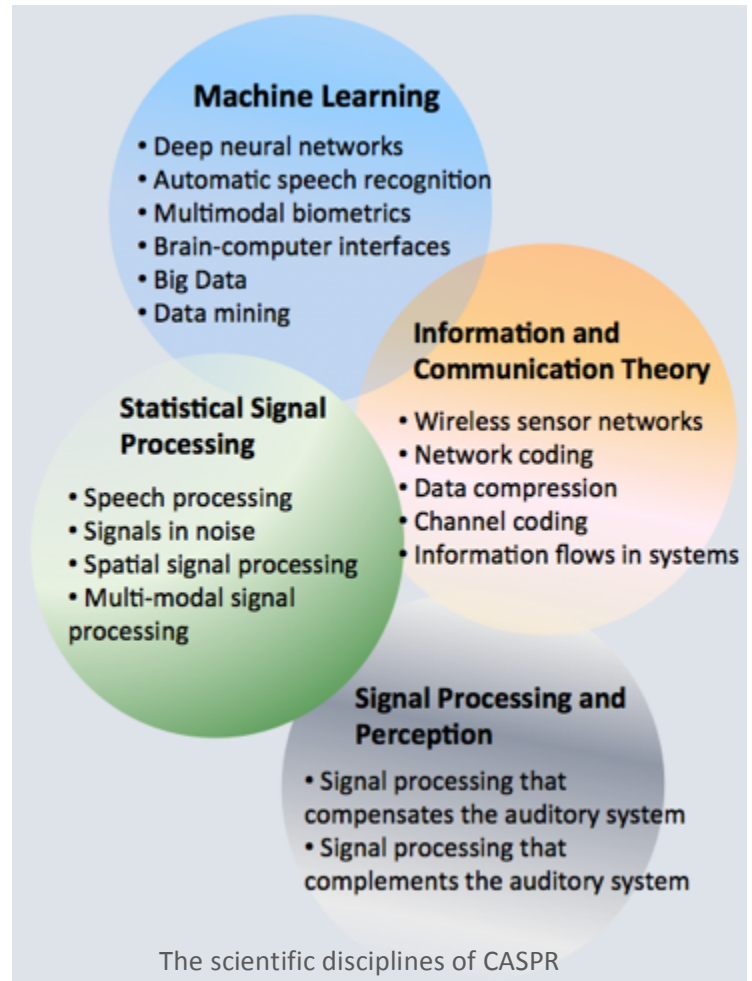 Machine Learning
• Deep neural networks
• Automatic speech recognition
• Multimodal biometrics
• Brain-computer interfaces
• Big Data
• Data mining
Information and
Communication Theory
• Wireless sensor networks
• Network coding
• Data compression
• Channel coding
• Information flows in systems
Statistical Signal
Processing
• Speech processing
• Signals in noise
• Spatial signal processing
• Multi-modal signal
processing
Signal Processing and
Perception
• Signal processing that
compensates the auditory system
• Signal processing that
complements the auditory system
The scientific disciplines of CASPR